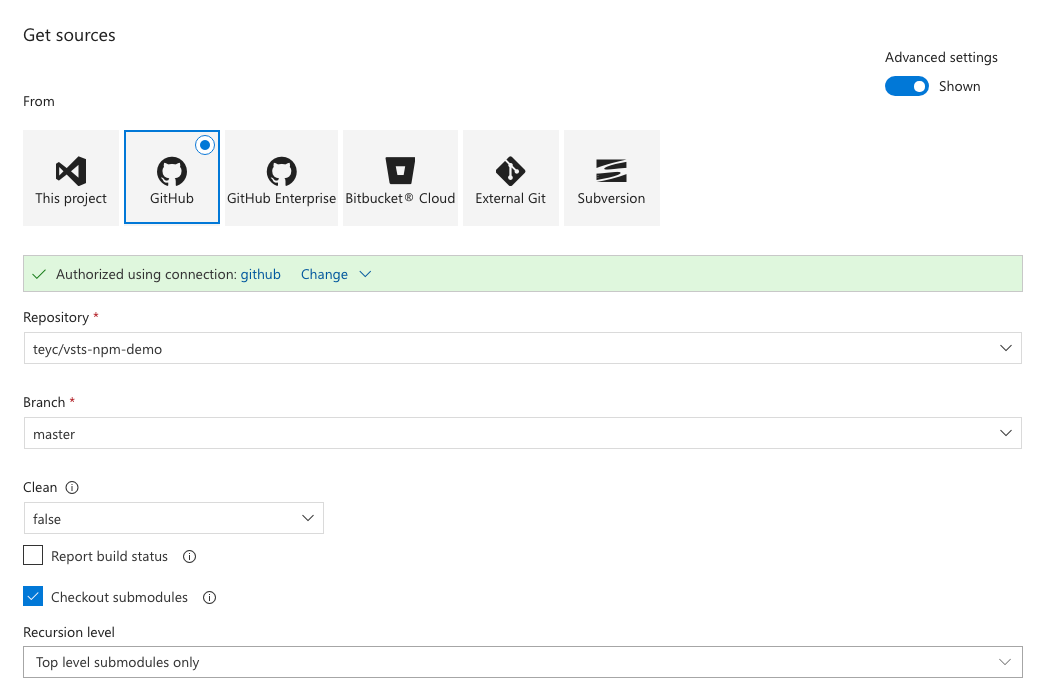 Get sources
Advanced settings
Shown
From
This project
GitHub
GitHub Enterprise
Bitbucket® Cloud
External Git
Subversion
Authorized using connection: github Change
Repository *
teyc/vsts-npm-demo
Branch *
master
Clean
false
Report build status
Checkout submodules
Recursion level
Top level submodules only